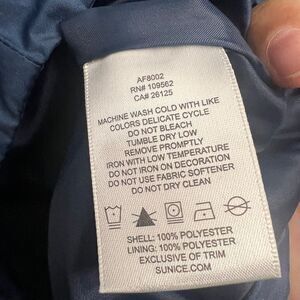 AF8002
RN# 109562
CA# 26125
MACHINE WASH COLD WITH LIKE
COLORS DELICATE CYCLE
DO NOT BLEACH
TUMBLE DRY LOW
REMOVE PROMPTLY
IRON WITH LOW TEMPERATURE
DO NOT IRON ON DECORATION
DO NOT USE FABRIC SOFTENER
DO NOT DRY CLEAN
SHELL: 100% POLYESTER
LINING: 100% POLYESTER
EXCLUSIVE OF TRIM
SUNICE.COM